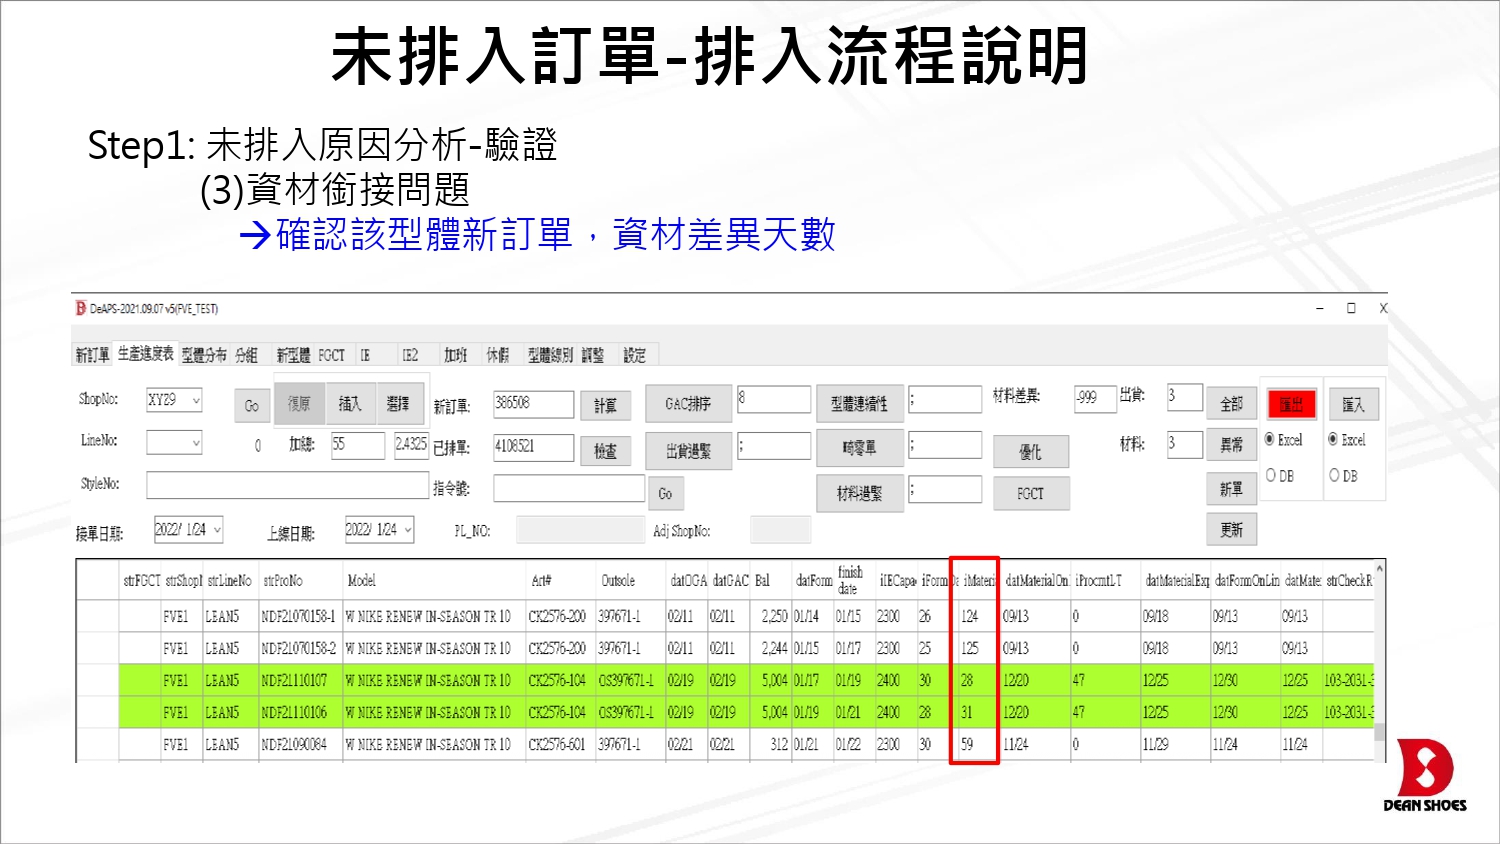 未排入訂單-排入流程說明
Step1: 未排入原因分析-驗證
(3)資材銜接問題
→確認該型體新訂單，資材差異天數
DeAPS-2021.09.07 v5(FVE_TEST)
新訂單 生產進度表 型體分布 分組 新型體 FGCT IE IE2 加班 休假 型體線別 調整 設定
ShopNo: XY29 Go 復原 插入 選擇 新訂單: 386508 計算 GAC排序 8 型體連續性 ; 材料差異: -999 出貨: 3 全部 匯出 匯入
LineNo: 0 加總: 55 2.4325 已排單: 4108521 檢查 出貨過緊 ; 畸零單 ; 優化 材料: 3 異常 Excel Excel
StyleNo: 指令號: Go 材料過緊 ; FGCT 新單 DB DB
接單日期: 2022/ 1/24 上線日期: 2022/ 1/24 PL_NO: Adj ShopNo: 更新
strFGCT strShopN strLineNo strProNo Model Art# Outsole datOGA datGAC Bal datForm finish date iIECapa iFormDa iMateria datMaterialOn iProcmtLT datMaterialExp datFormOnLin datMate strCheckR
FVE1 LEAN5 NDF21070158-1 W NIKE RENEW IN-SEASON TR 10 CK2576-200 397671-1 02/11 02/11 2,250 01/14 01/15 2300 26 124 09/13 0 09/18 09/13 09/13
FVE1 LEAN5 NDF21070158-2 W NIKE RENEW IN-SEASON TR 10 CK2576-200 397671-1 02/11 02/11 2,244 01/15 01/17 2300 25 125 09/13 0 09/18 09/13 09/13
FVE1 LEAN5 NDF21110107 W NIKE RENEW IN-SEASON TR 10 CK2576-104 OS397671-1 02/19 02/19 5,004 01/17 01/19 2400 30 28 12/20 47 12/25 12/30 12/25 103-2031-3
FVE1 LEAN5 NDF21110106 W NIKE RENEW IN-SEASON TR 10 CK2576-104 OS397671-1 02/19 02/19 5,004 01/19 01/21 2400 28 31 12/20 47 12/25 12/30 12/25 103-2031-3
FVE1 LEAN5 NDF21090084 W NIKE RENEW IN-SEASON TR 10 CK2576-601 397671-1 02/21 02/21 312 01/21 01/22 2300 30 59 11/24 0 11/29 11/24 11/24
DEAN SHOES